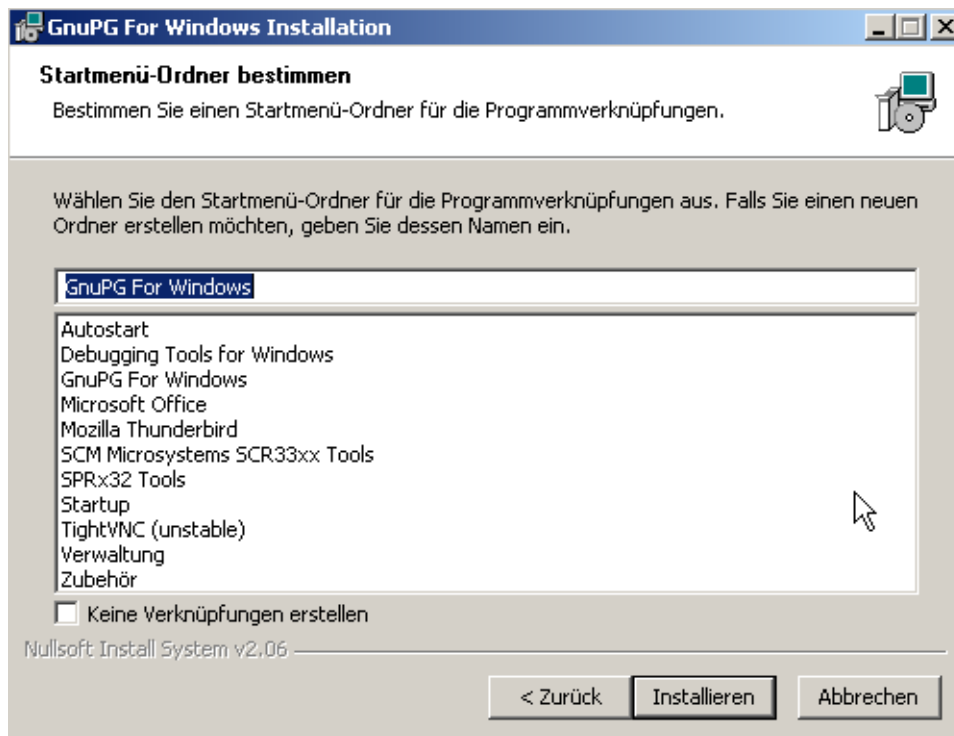 GnuPG For Windows Installation
Startmenü-Ordner bestimmen
Bestimmen Sie einen Startmenü-Ordner für die Programmverknüpfungen.
Wählen Sie den Startmenü-Ordner für die Programmverknüpfungen aus. Falls Sie einen neuen
Ordner erstellen möchten, geben Sie dessen Namen ein.
GnuPG For Windows
Autostart
Debugging Tools for Windows
GnuPG For Windows
Microsoft Office
Mozilla Thunderbird
SCM Microsystems SCR33xx Tools
SPRx32 Tools
Startup
TightVNC (unstable)
Verwaltung
Zubehör
Keine Verknüpfungen erstellen
Nullsoft Install System v2.06
< Zurück Installieren Abbrechen